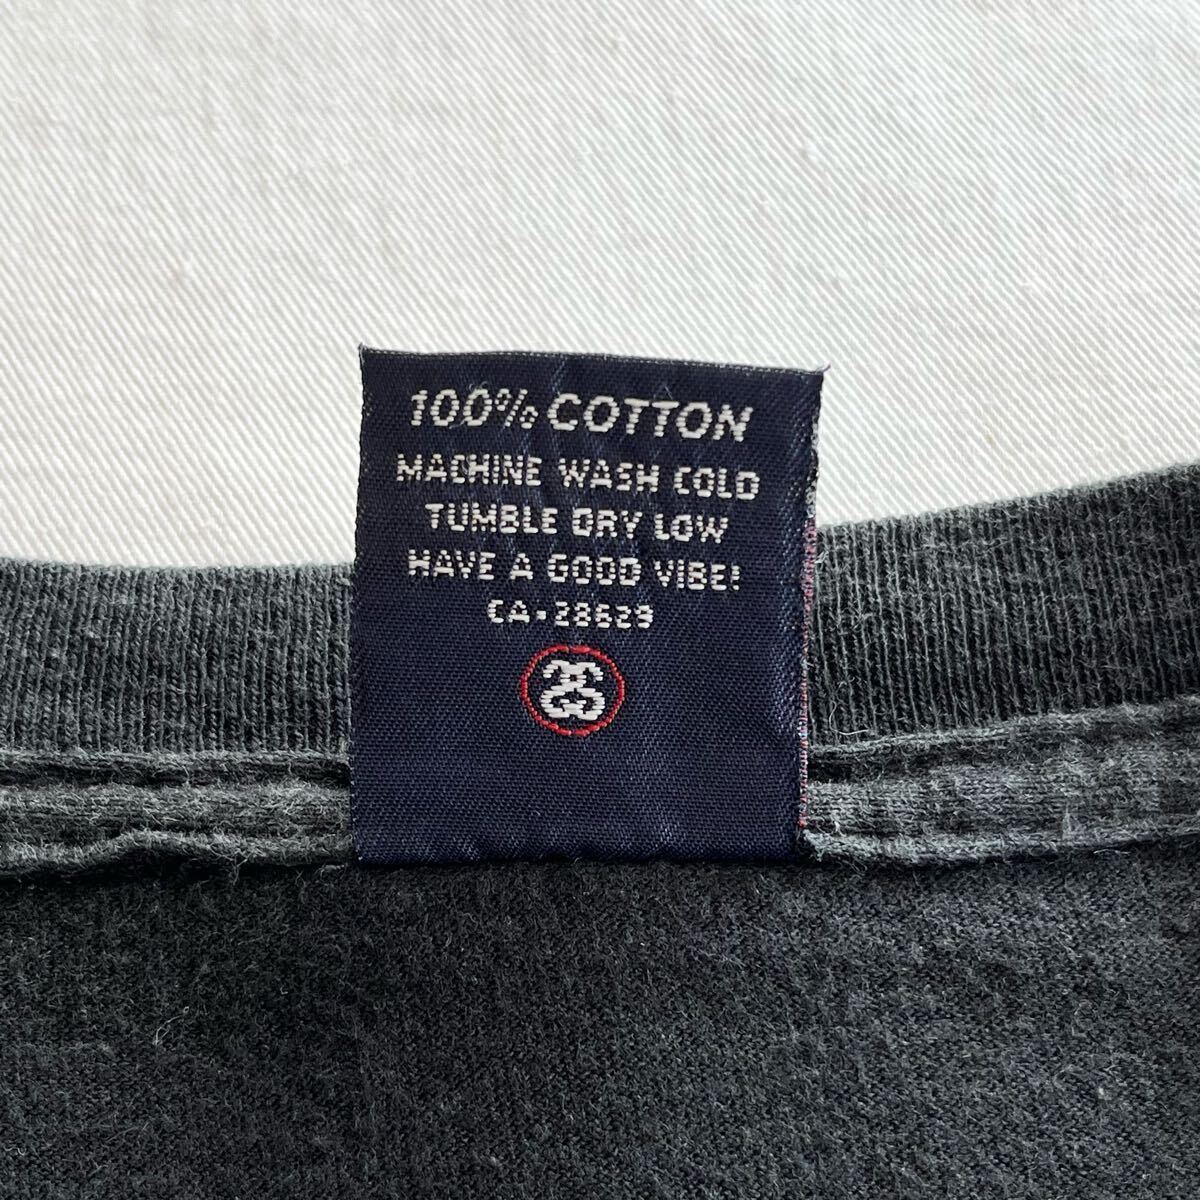 100% COTTON
MACHINE WASH COLD
TUMBLE DRY LOW
HAVE A GOOD VIBE!
CA•28629